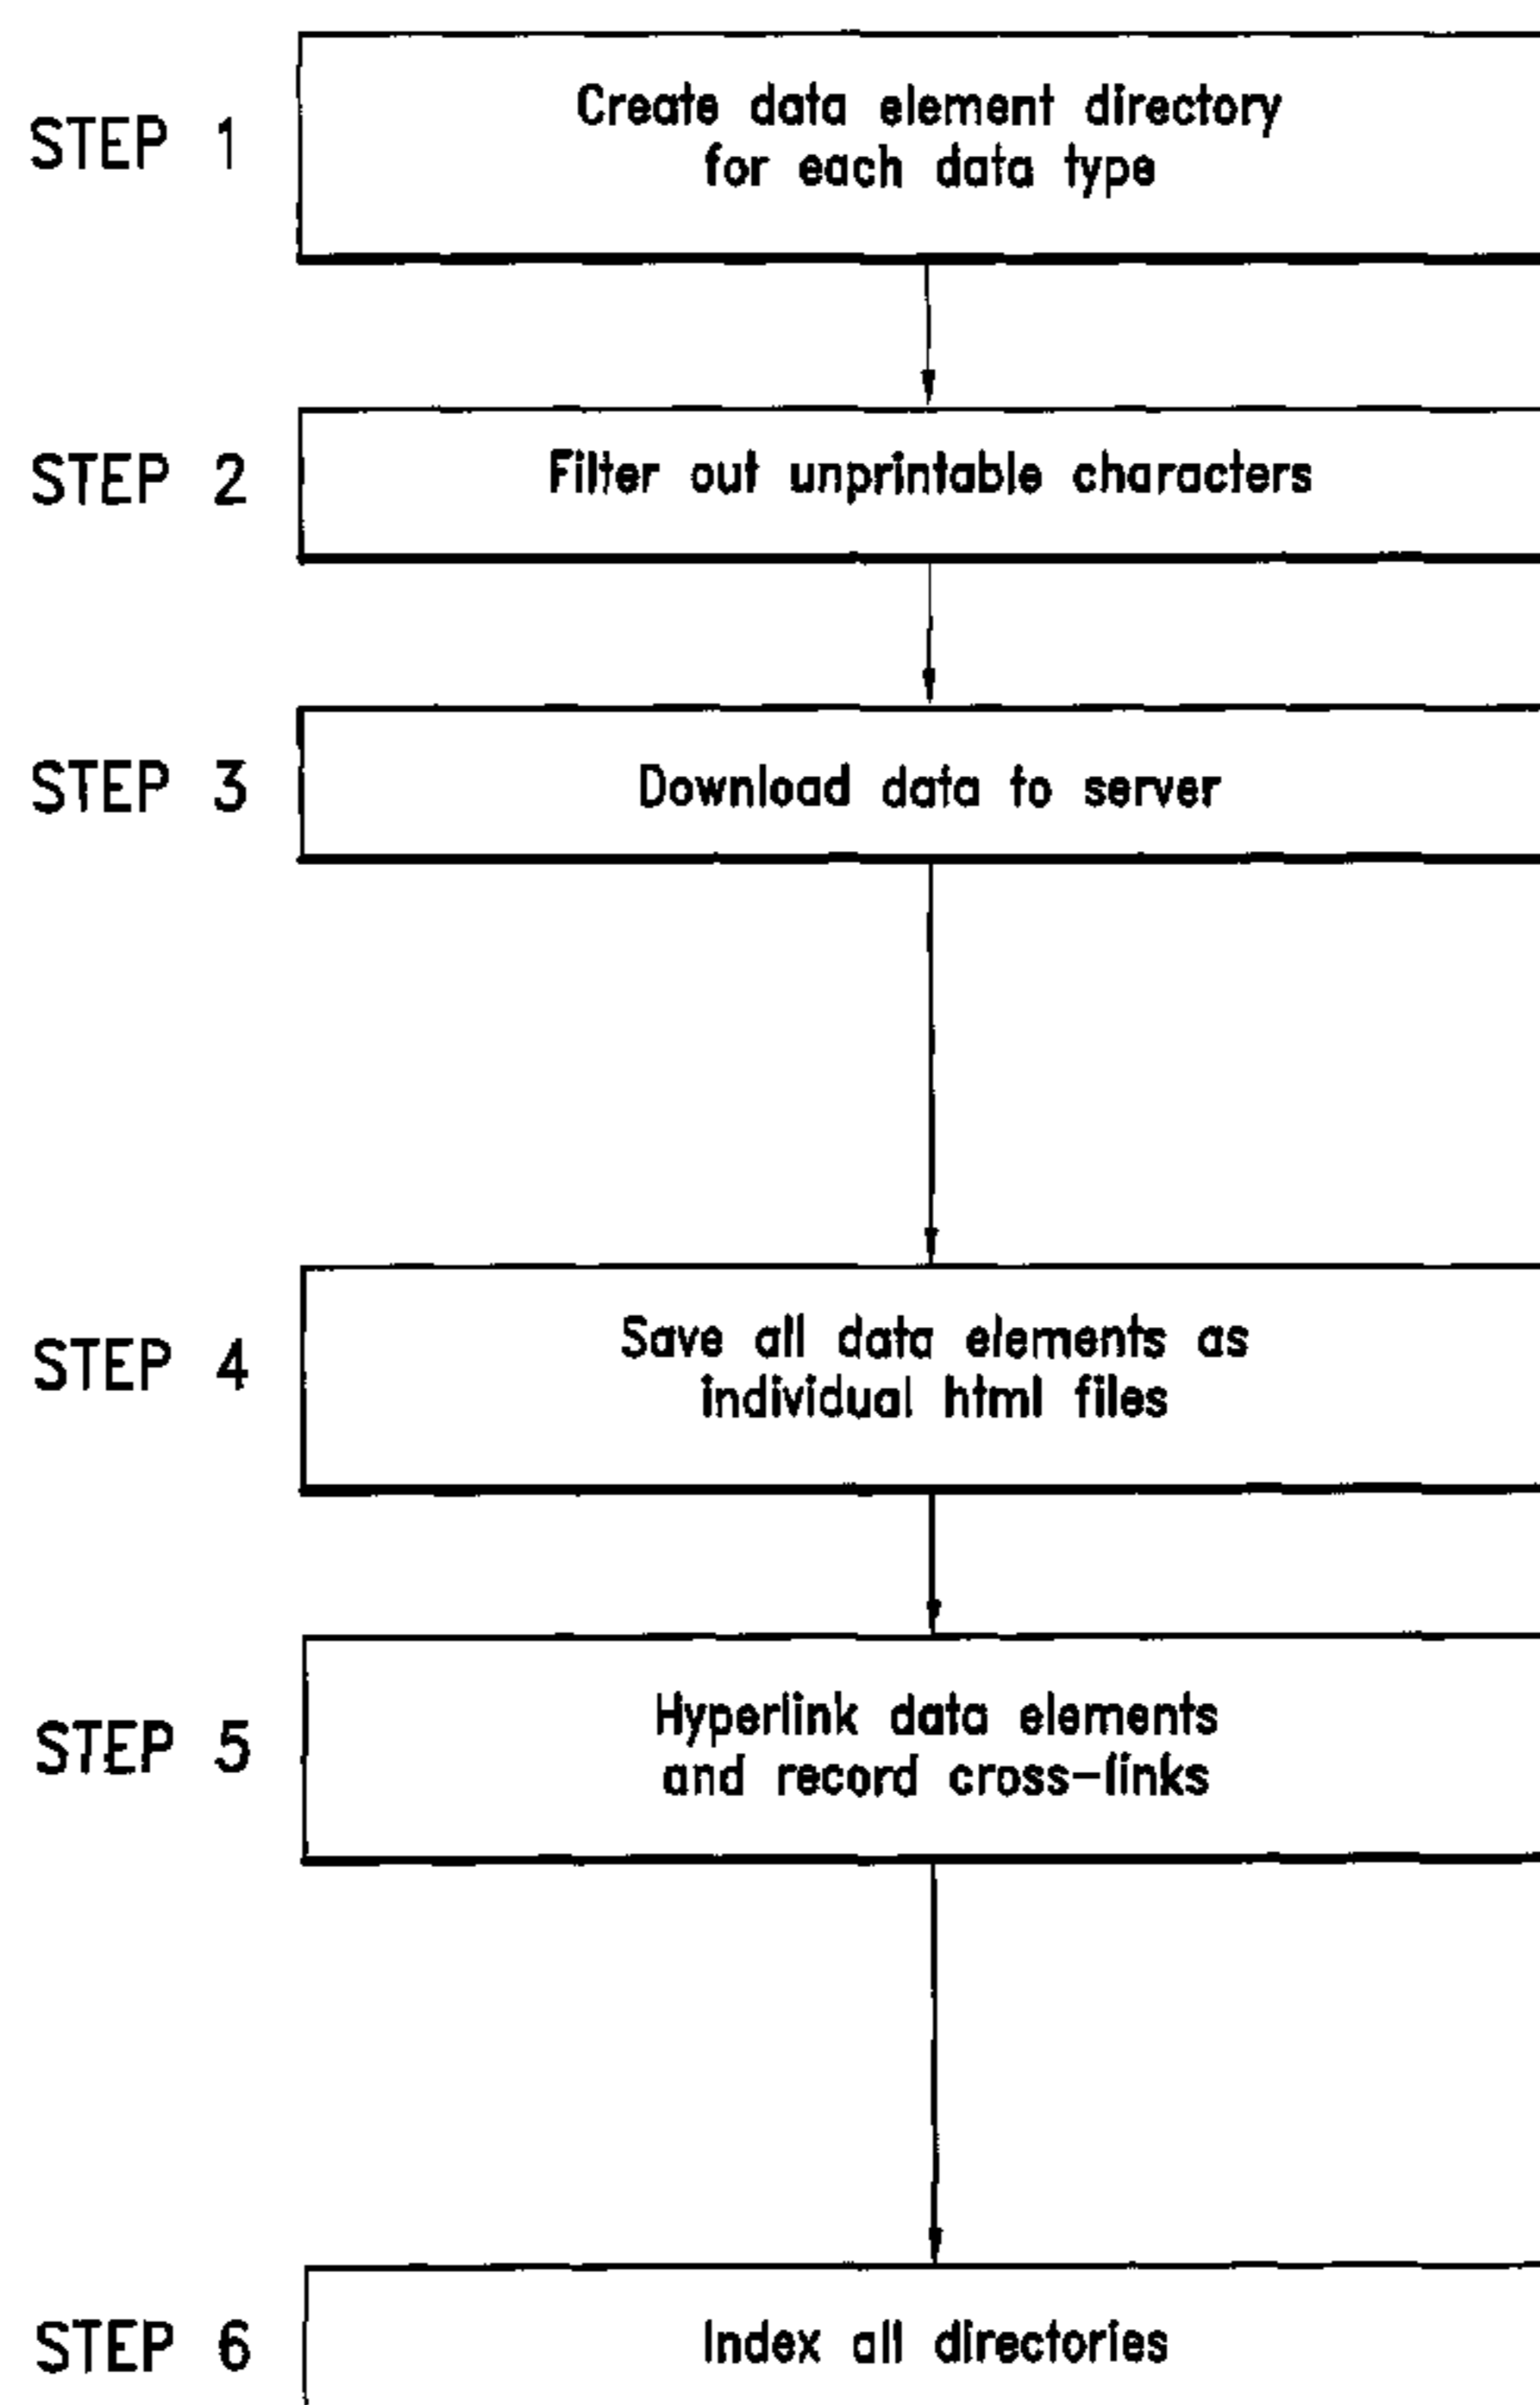 STEP 1
Create data element directory
for each data type
STEP 2
Filter out unprintable characters
STEP 3
Download data to server
STEP 4
Save all data elements as
individual html files
STEP 5
Hyperlink data elements
and record cross-links
STEP 6
Index all directories